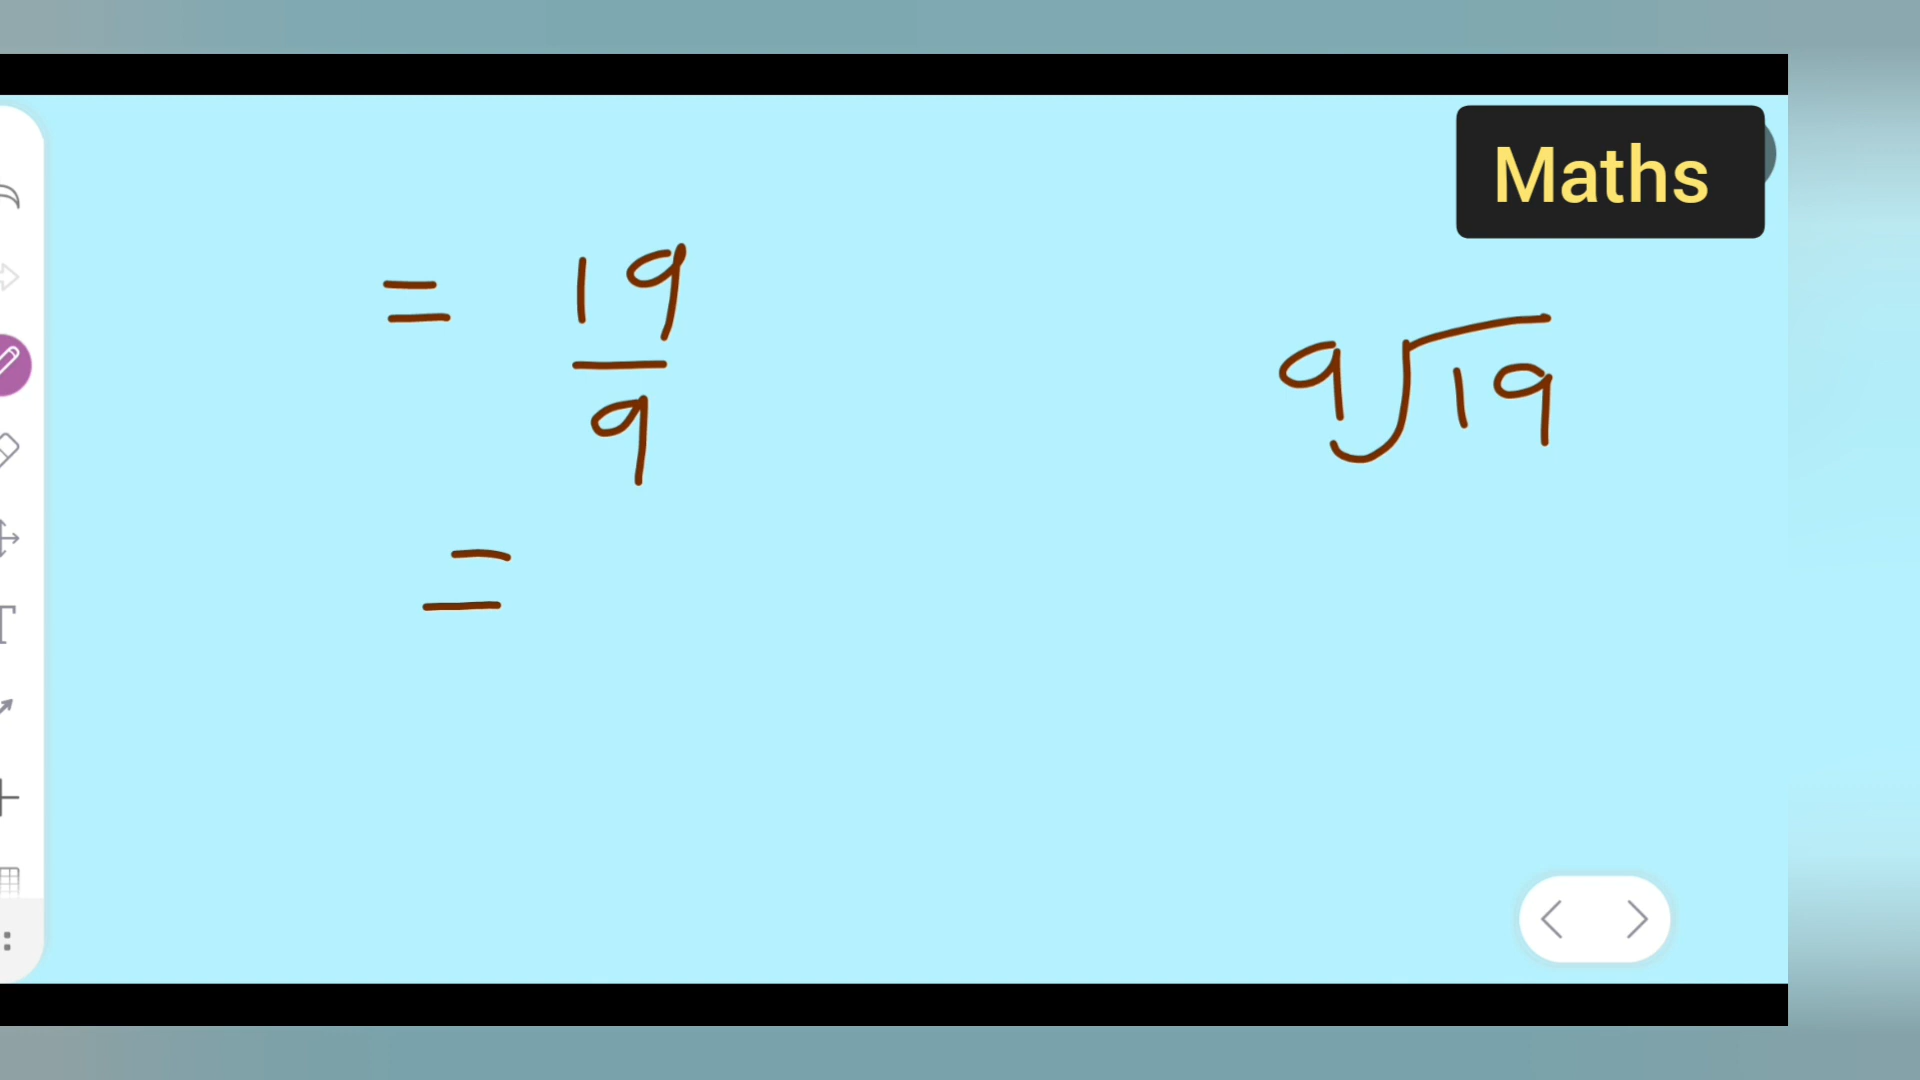 Maths
= 19/9
9√19
=